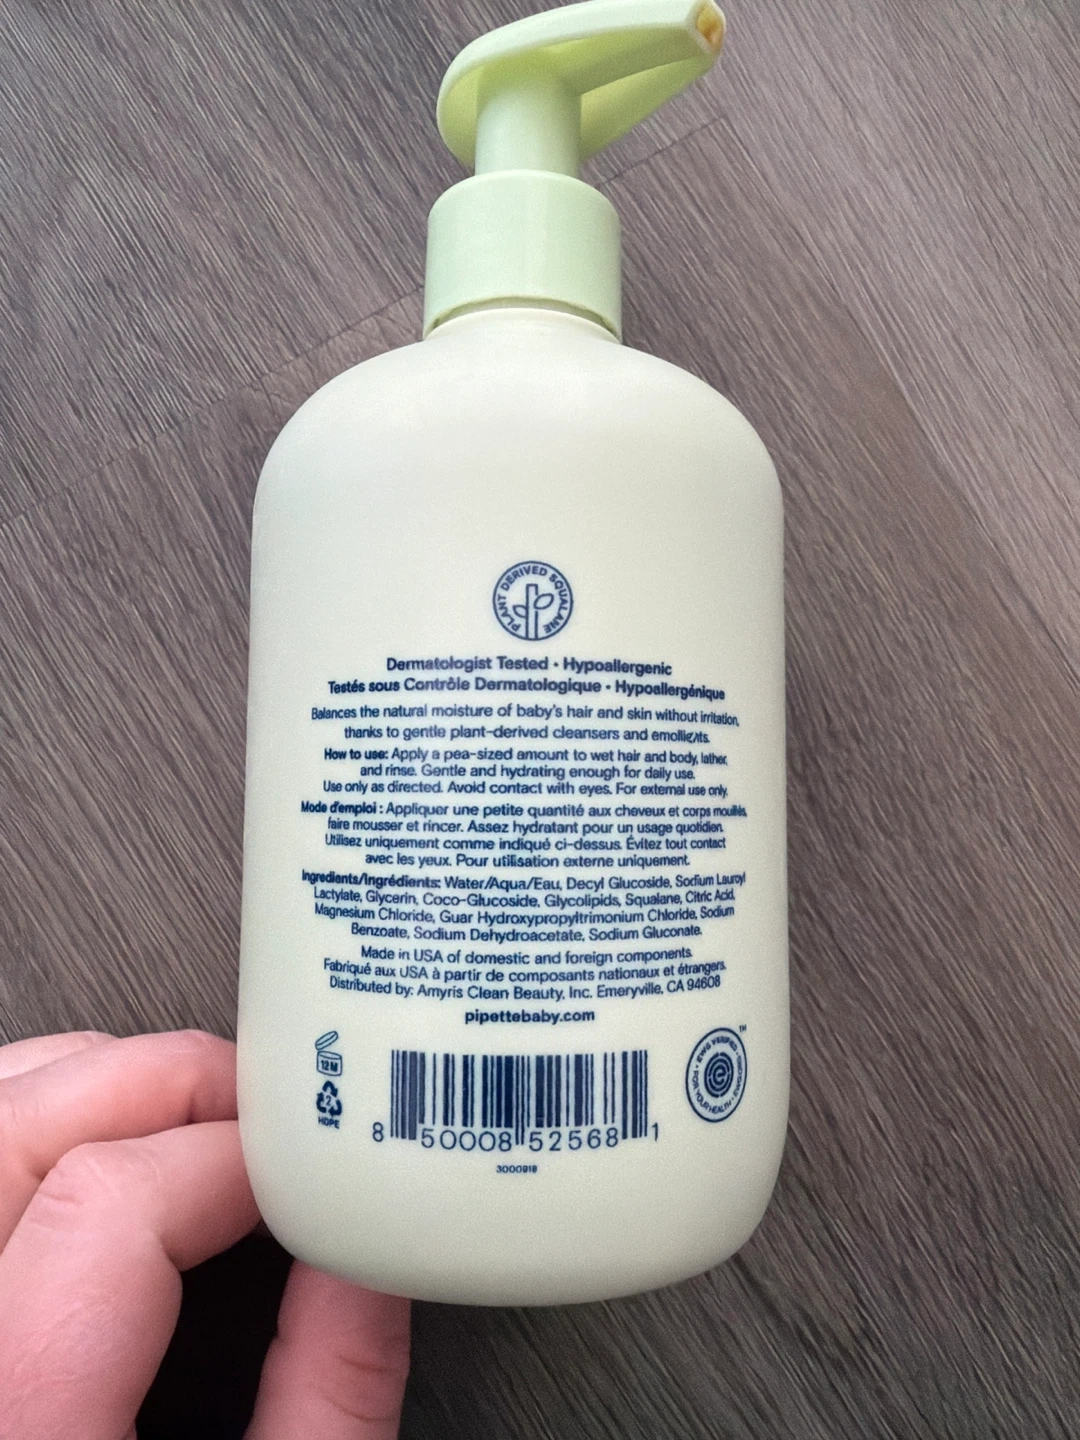 PLANT DERIVED SQUALANE
Dermatologist Tested • Hypoallergenic
Testés sous Contrôle Dermatologique • Hypoallergénique
Balances the natural moisture of baby's hair and skin without irritation,
thanks to gentle plant-derived cleansers and emollients.
How to use: Apply a pea-sized amount to wet hair and body, lather,
and rinse. Gentle and hydrating enough for daily use.
Use only as directed. Avoid contact with eyes. For external use only.
Mode d'emploi : Appliquer une petite quantité aux cheveux et corps mouillés,
faire mousser et rincer. Assez hydratant pour un usage quotidien.
Utilisez uniquement comme indiqué ci-dessus. Évitez tout contact
avec les yeux. Pour utilisation externe uniquement.
Ingredients/Ingrédients: Water/Aqua/Eau, Decyl Glucoside, Sodium Lauroyl
Lactylate, Glycerin, Coco-Glucoside, Glycolipids, Squalane, Citric Acid,
Magnesium Chloride, Guar Hydroxypropyltrimonium Chloride, Sodium
Benzoate, Sodium Dehydroacetate, Sodium Gluconate.
Made in USA of domestic and foreign components.
Fabriqué aux USA à partir de composants nationaux et étrangers.
Distributed by: Amyris Clean Beauty, Inc. Emeryville, CA 94608
pipettebaby.com
12M
2
HDPE
EWG VERIFIED • FOR YOUR HEALTH •
TM
8 50008 52568 1
3000918